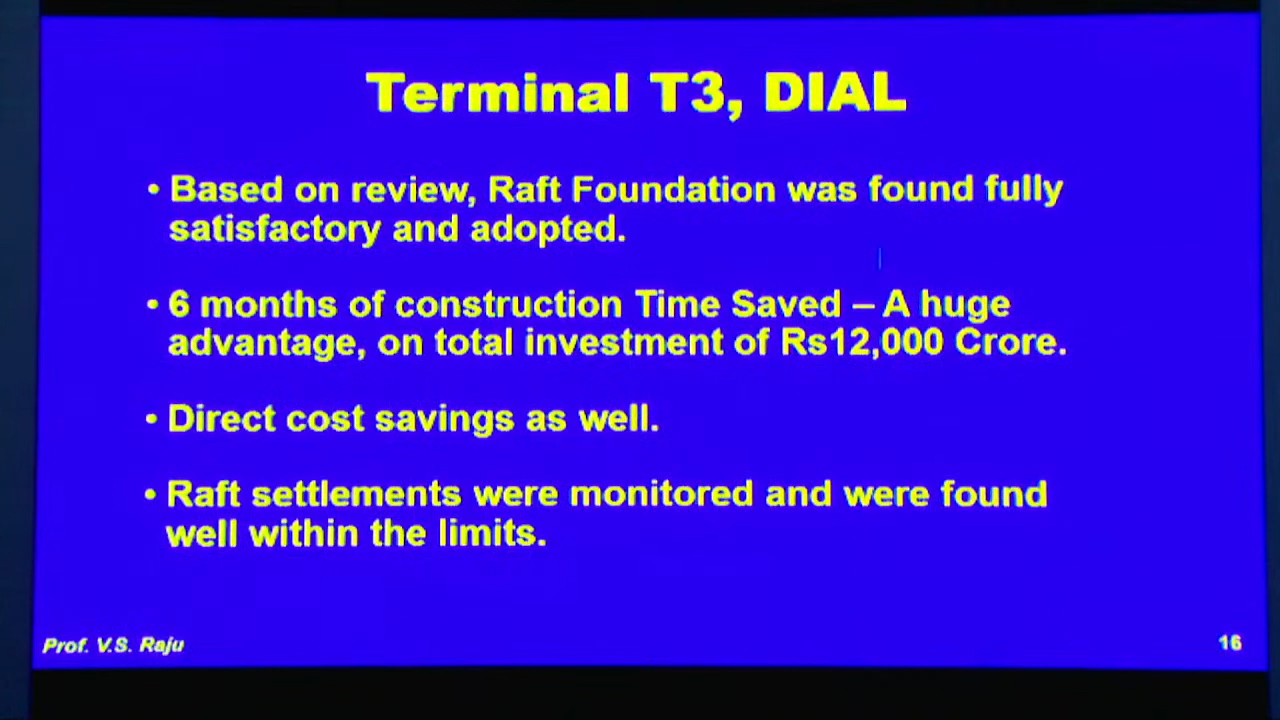 Terminal T3, DIAL
• Based on review, Raft Foundation was found fully
satisfactory and adopted.
• 6 months of construction Time Saved – A huge
advantage, on total investment of Rs12,000 Crore.
• Direct cost savings as well.
• Raft settlements were monitored and were found
well within the limits.
Prof. V.S. Raju
16